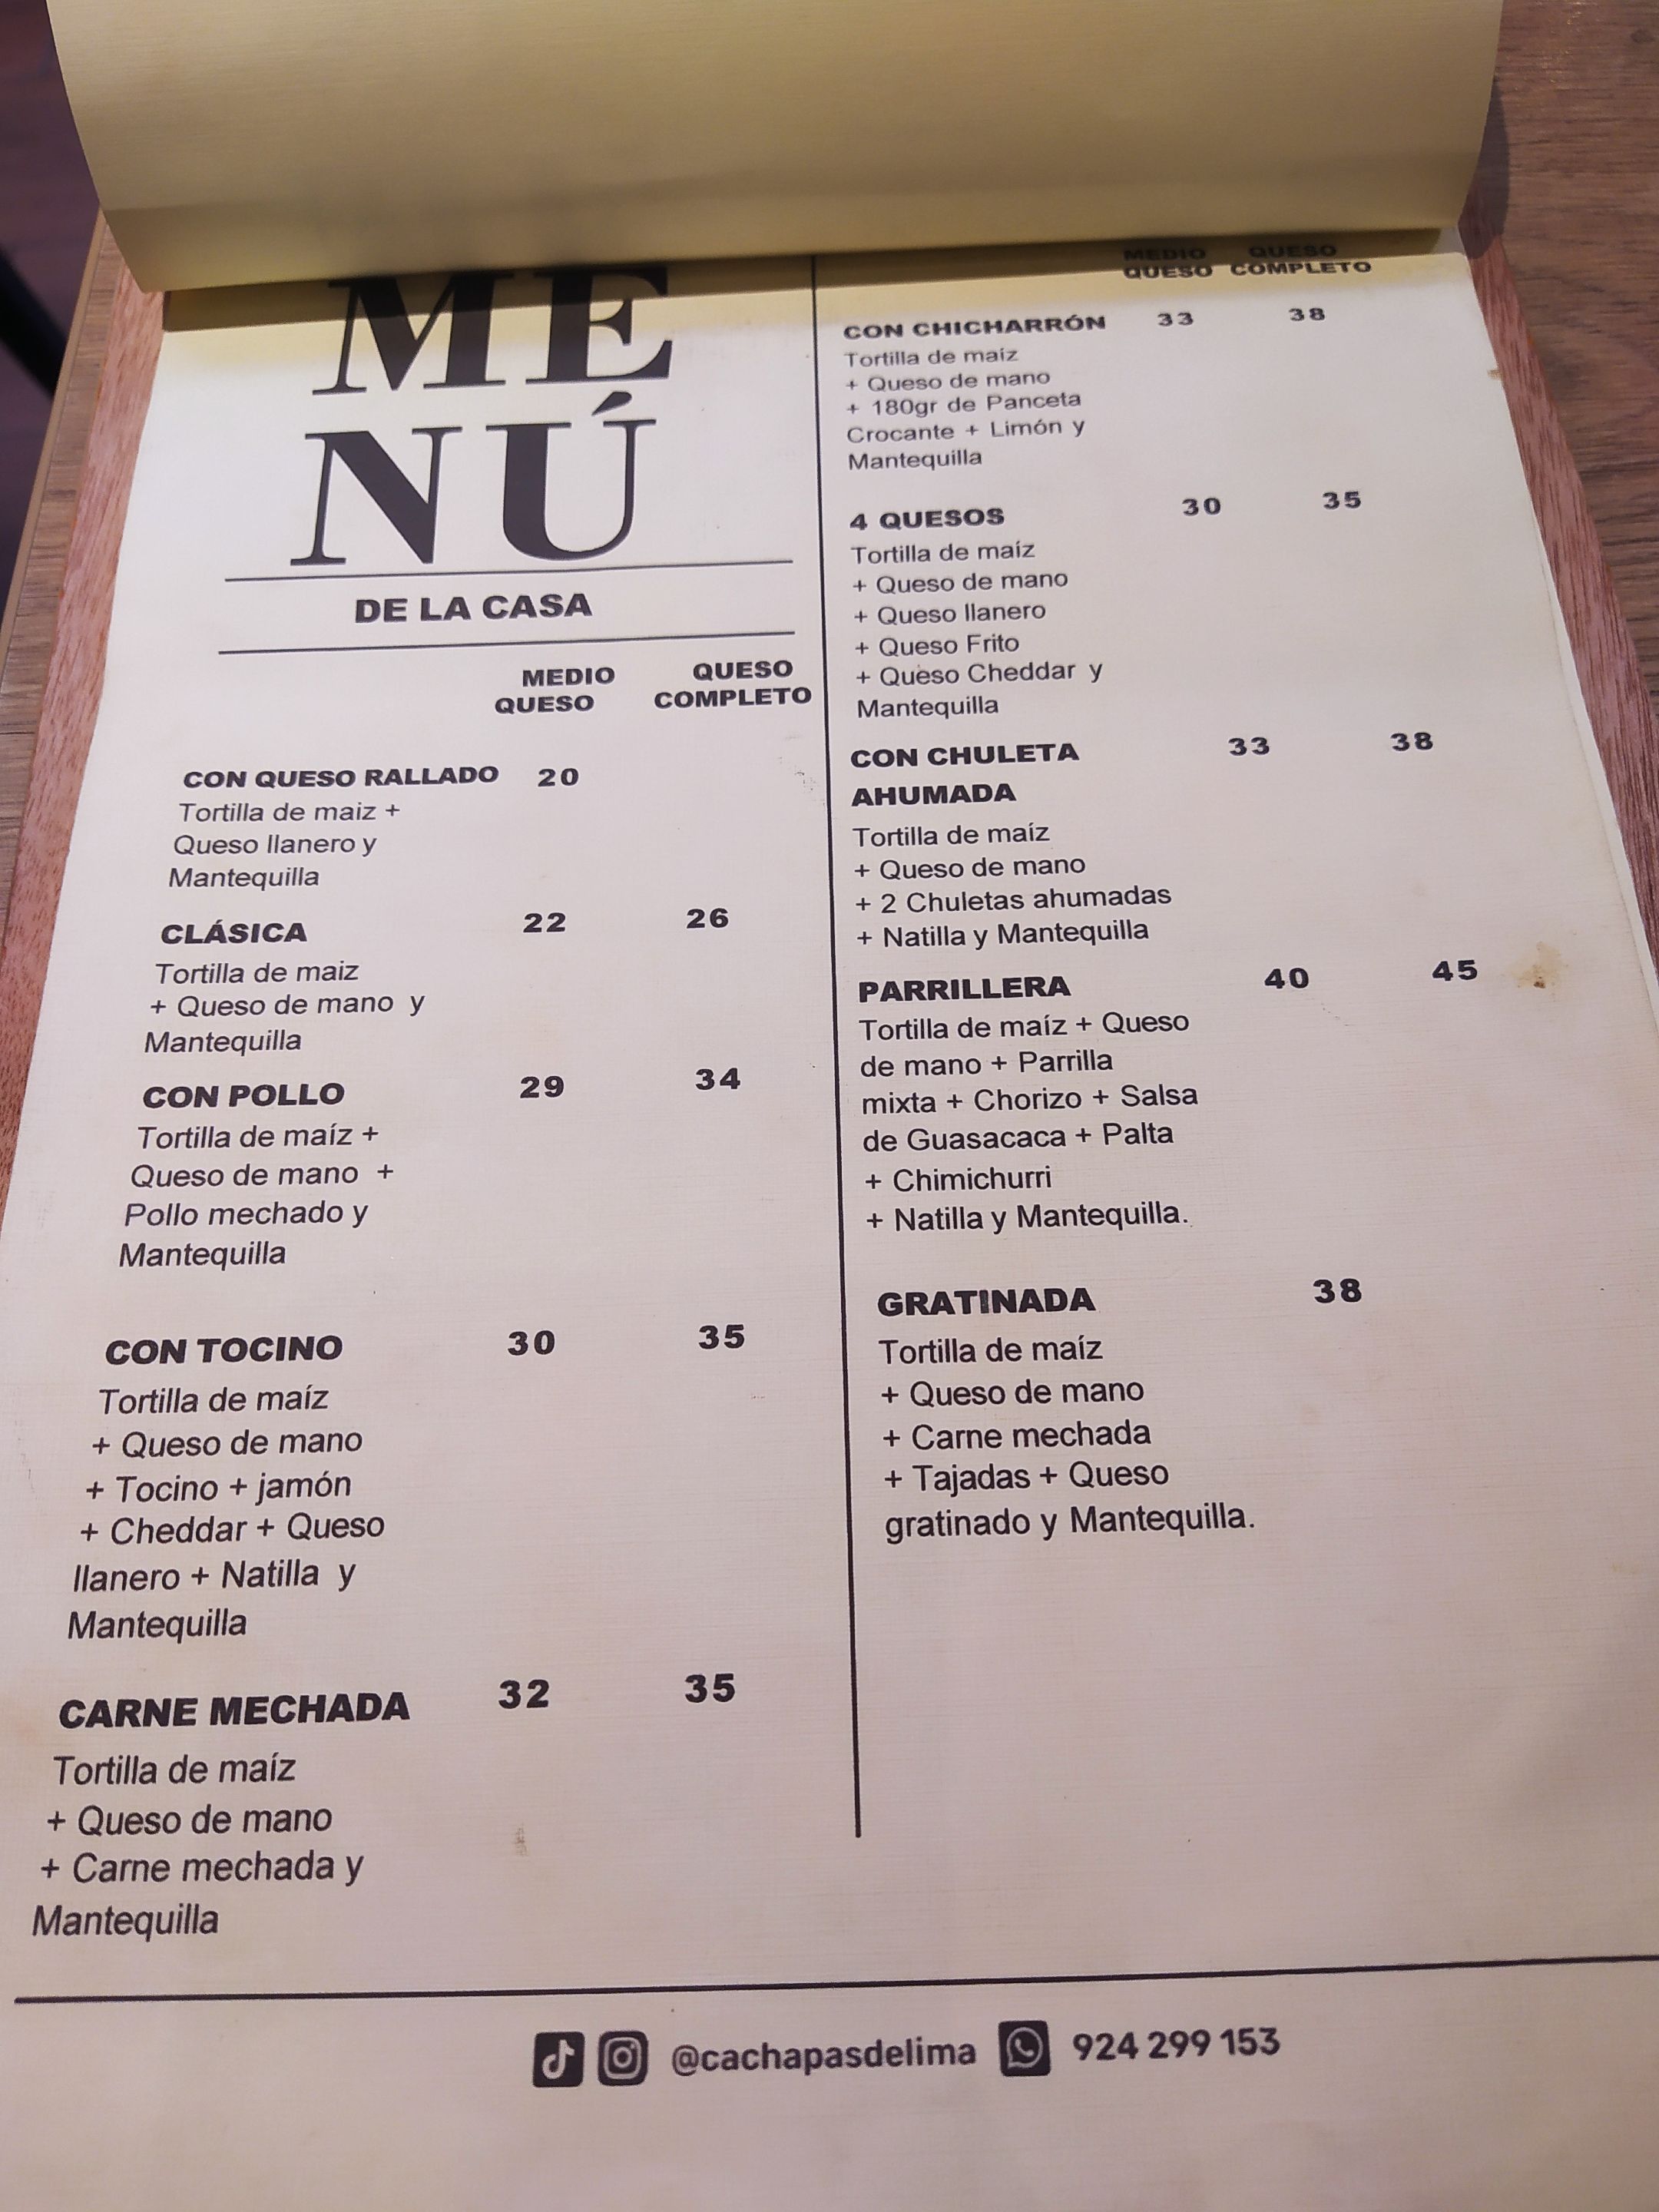 ME
NÚ
DE LA CASA
MEDIO QUESO
QUESO COMPLETO
CON QUESO RALLADO 20
Tortilla de maiz +
Queso llanero y
Mantequilla
CLÁSICA 22 26
Tortilla de maiz
+ Queso de mano y
Mantequilla
CON POLLO 29 34
Tortilla de maíz +
Queso de mano +
Pollo mechado y
Mantequilla
CON TOCINO 30 35
Tortilla de maíz
+ Queso de mano
+ Tocino + jamón
+ Cheddar + Queso
llanero + Natilla y
Mantequilla
CARNE MECHADA 32 35
Tortilla de maíz
+ Queso de mano
+ Carne mechada y
Mantequilla
MEDIO QUESO
QUESO COMPLETO
CON CHICHARRÓN 33 38
Tortilla de maíz
+ Queso de mano
+ 180gr de Panceta
Crocante + Limón y
Mantequilla
4 QUESOS 30 35
Tortilla de maíz
+ Queso de mano
+ Queso llanero
+ Queso Frito
+ Queso Cheddar y
Mantequilla
CON CHULETA 33 38
AHUMADA
Tortilla de maíz
+ Queso de mano
+ 2 Chuletas ahumadas
+ Natilla y Mantequilla
PARRILLERA 40 45
Tortilla de maíz + Queso
de mano + Parrilla
mixta + Chorizo + Salsa
de Guasacaca + Palta
+ Chimichurri
+ Natilla y Mantequilla.
GRATINADA 38
Tortilla de maíz
+ Queso de mano
+ Carne mechada
+ Tajadas + Queso
gratinado y Mantequilla.
@cachapasdelima 924 299 153